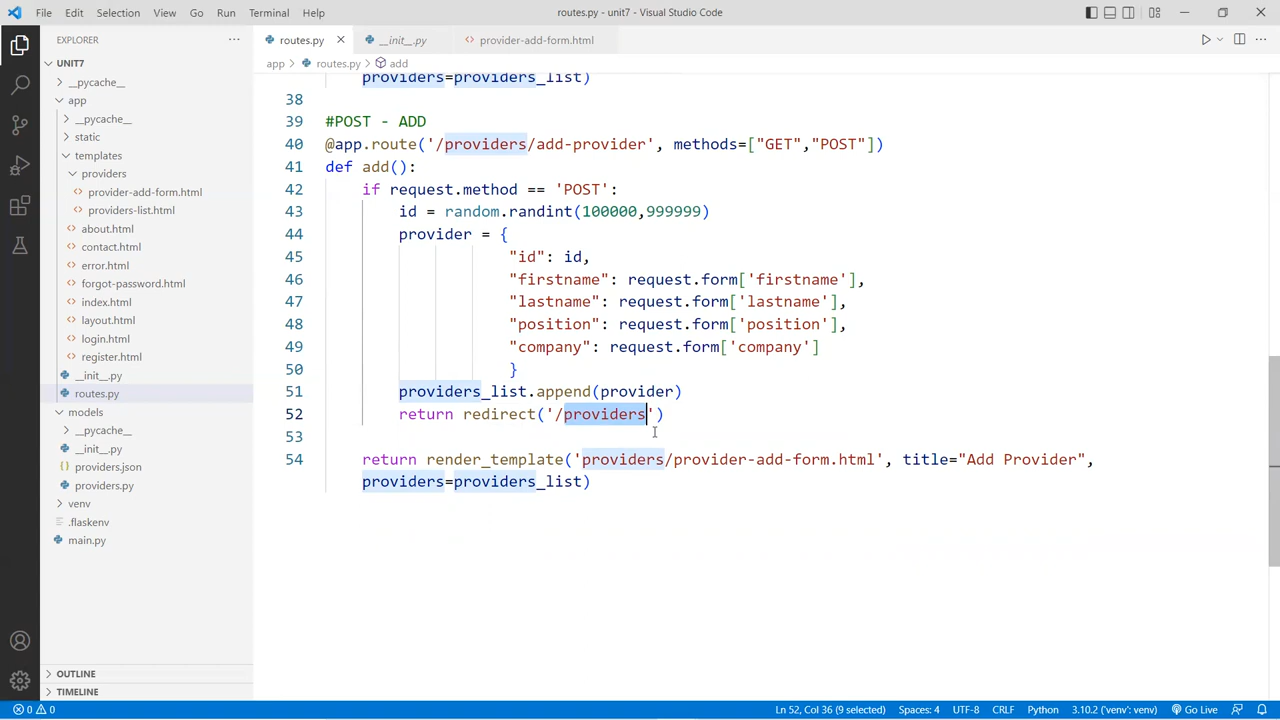 File Edit Selection View Go Run Terminal Help
routes.py - unit7 - Visual Studio Code
EXPLORER
routes.py
__init__.py
provider-add-form.html
app > routes.py > add
UNIT7
__pycache__
app
__pycache__
static
templates
providers
provider-add-form.html
providers-list.html
about.html
contact.html
error.html
forgot-password.html
index.html
layout.html
login.html
register.html
__init__.py
routes.py
models
__pycache__
__init__.py
providers.json
providers.py
venv
.flaskenv
main.py
OUTLINE
TIMELINE
providers=providers_list)
38
39 #POST - ADD
40 @app.route('/providers/add-provider', methods=["GET","POST"])
41 def add():
42 if request.method == 'POST':
43 id = random.randint(100000,999999)
44 provider = {
45 "id": id,
46 "firstname": request.form['firstname'],
47 "lastname": request.form['lastname'],
48 "position": request.form['position'],
49 "company": request.form['company']
50 }
51 providers_list.append(provider)
52 return redirect('/providers')
53
54 return render_template('providers/provider-add-form.html', title="Add Provider",
providers=providers_list)
0 0 Ln 52, Col 36 (9 selected) Spaces: 4 UTF-8 CRLF Python 3.10.2 ('venv': venv) Go Live